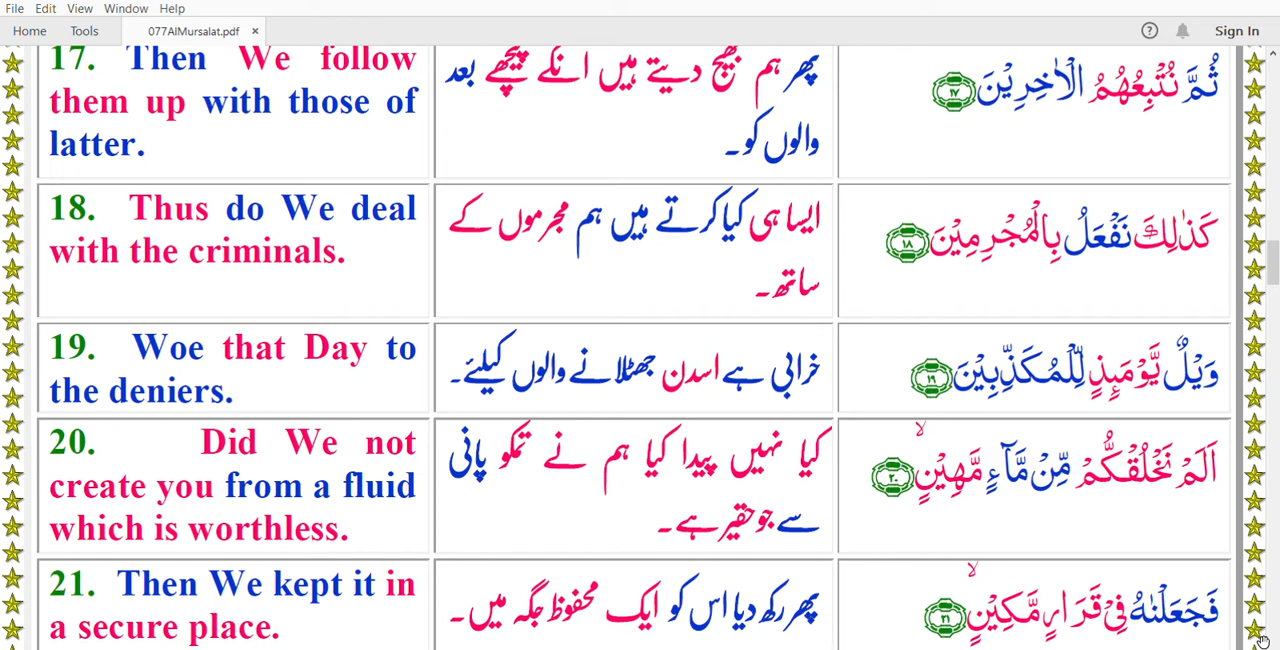 File Edit View Window Help
Home Tools 077AlMursalat.pdf × ? Sign In
17. Then We follow
them up with those of
latter.
پھر ہم بھیج دیتے ہیں انکے پیچھے بعد
والوں کو۔
ثُمَّ نُتْبِعُهُمُ الْاٰخِرِيْنَ ١٧
18. Thus do We deal
with the criminals.
ایسا ہی کیا کرتے ہیں ہم مجرموں کے
ساتھ۔
كَذٰلِكَ نَفْعَلُ بِالْمُجْرِمِيْنَ ١٨
19. Woe that Day to
the deniers.
خرابی ہے اسدن جھٹلانے والوں کیلئے۔
وَيْلٌ يَّوْمَىِٕذٍ لِّلْمُكَذِّبِيْنَ ١٩
20. Did We not
create you from a fluid
which is worthless.
کیا نہیں پیدا کیا ہم نے تمکو پانی
سے جو حقیر ہے۔
اَلَمْ نَخْلُقْكُّمْ مِّنْ مَّآءٍ مَّهِيْنٍۙ ٢٠
21. Then We kept it in
a secure place.
پھر رکھ دیا اس کو ایک محفوظ جگہ میں۔
فَجَعَلْنٰهُ فِيْ قَرَارٍ مَّكِيْنٍۙ ٢١